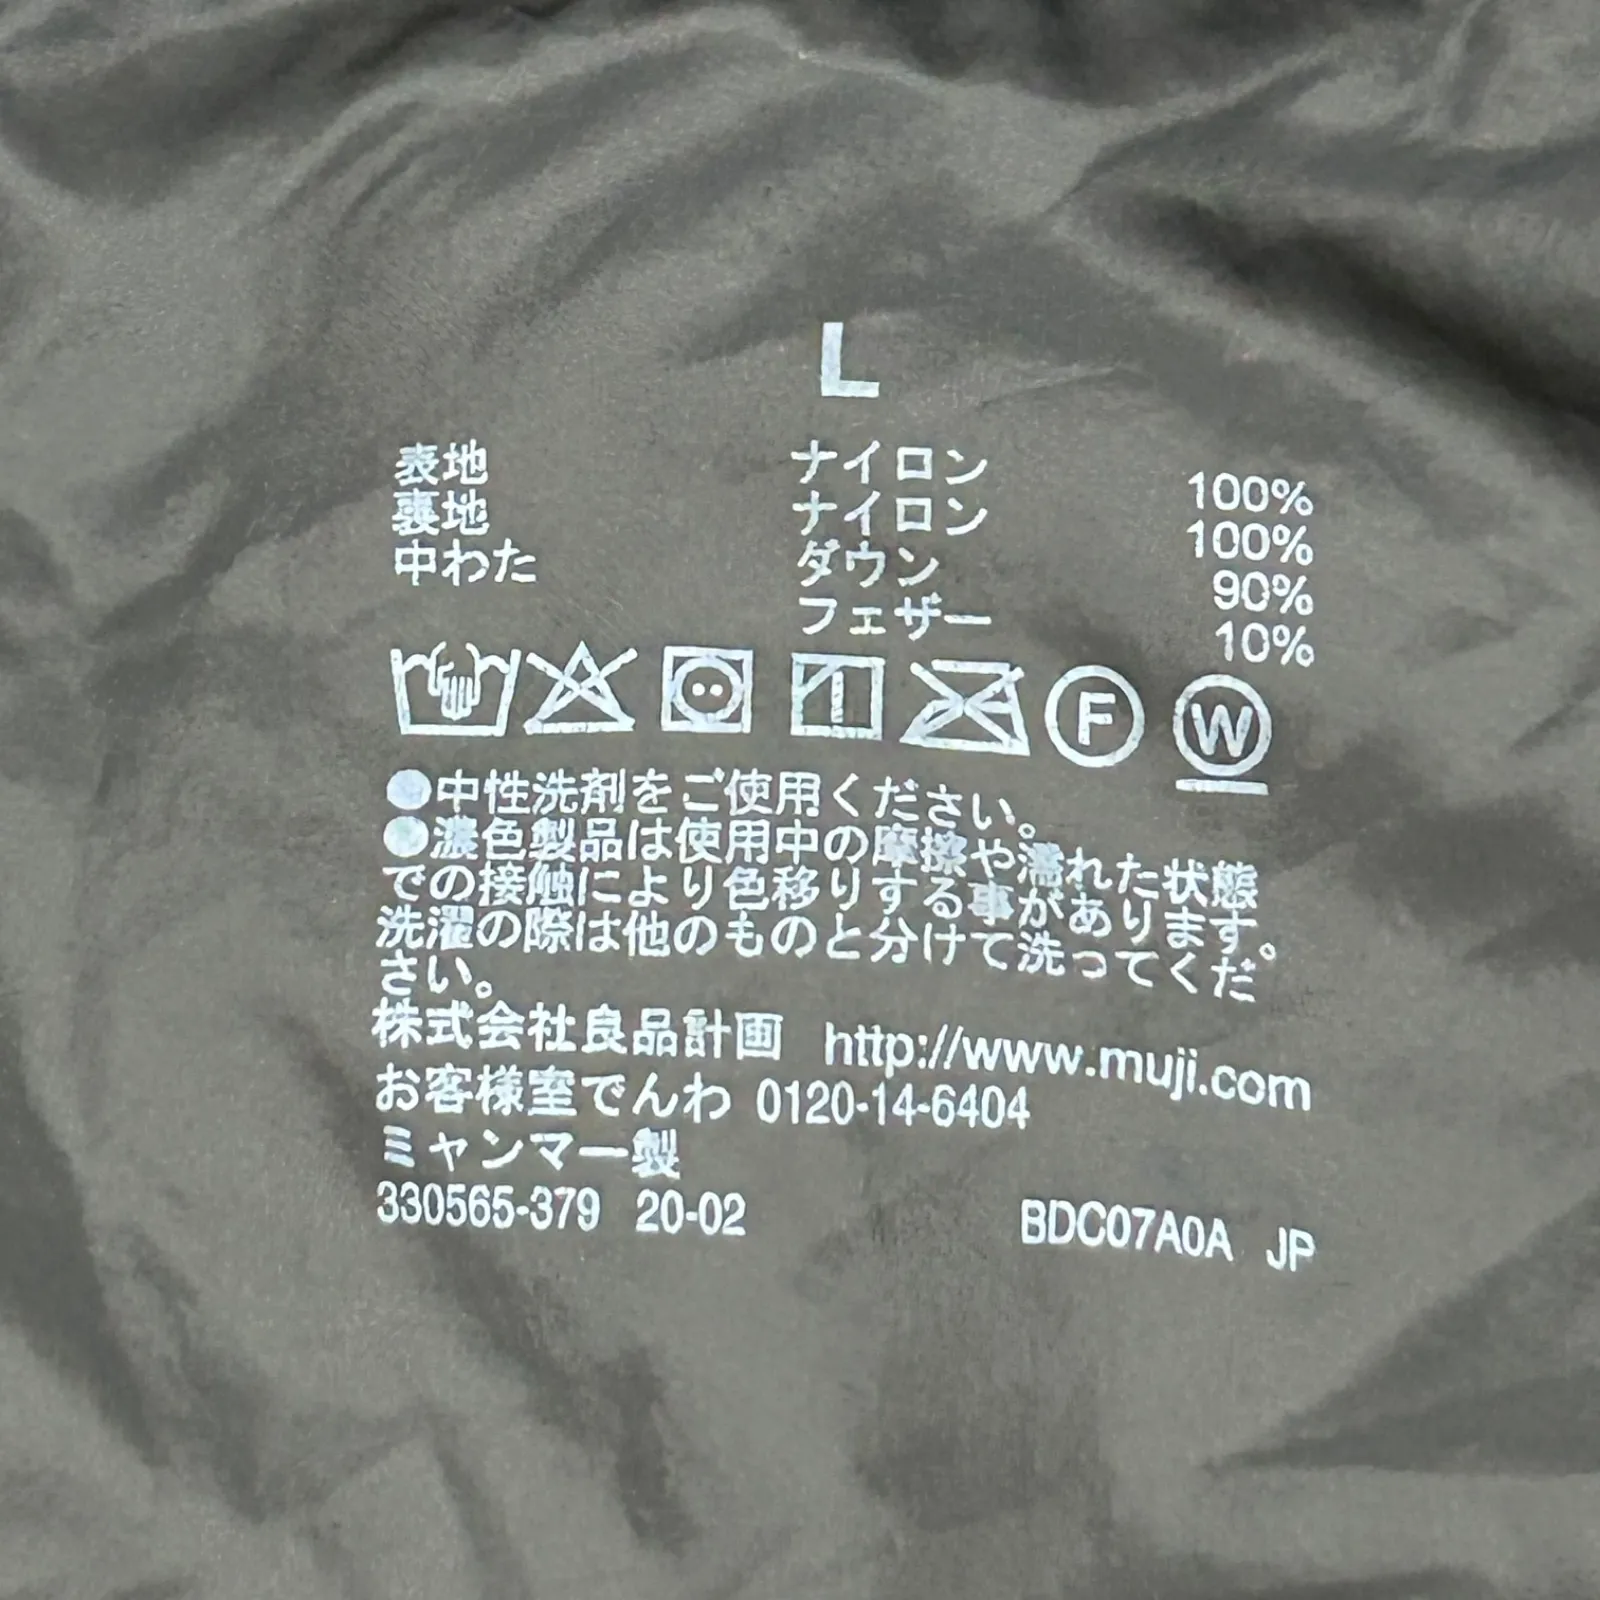 L
表地 ナイロン 100%
裏地 ナイロン 100%
中わた ダウン 90%
フェザー 10%
F W
●中性洗剤をご使用ください。
●濃色製品は使用中の摩擦や濡れた状態
での接触により色移りする事があります。
洗濯の際は他のものと分けて洗ってくだ
さい。
株式会社良品計画 http://www.muji.com
お客様室でんわ 0120-14-6404
ミャンマー製
330565-379 20-02 BDC07A0A JP